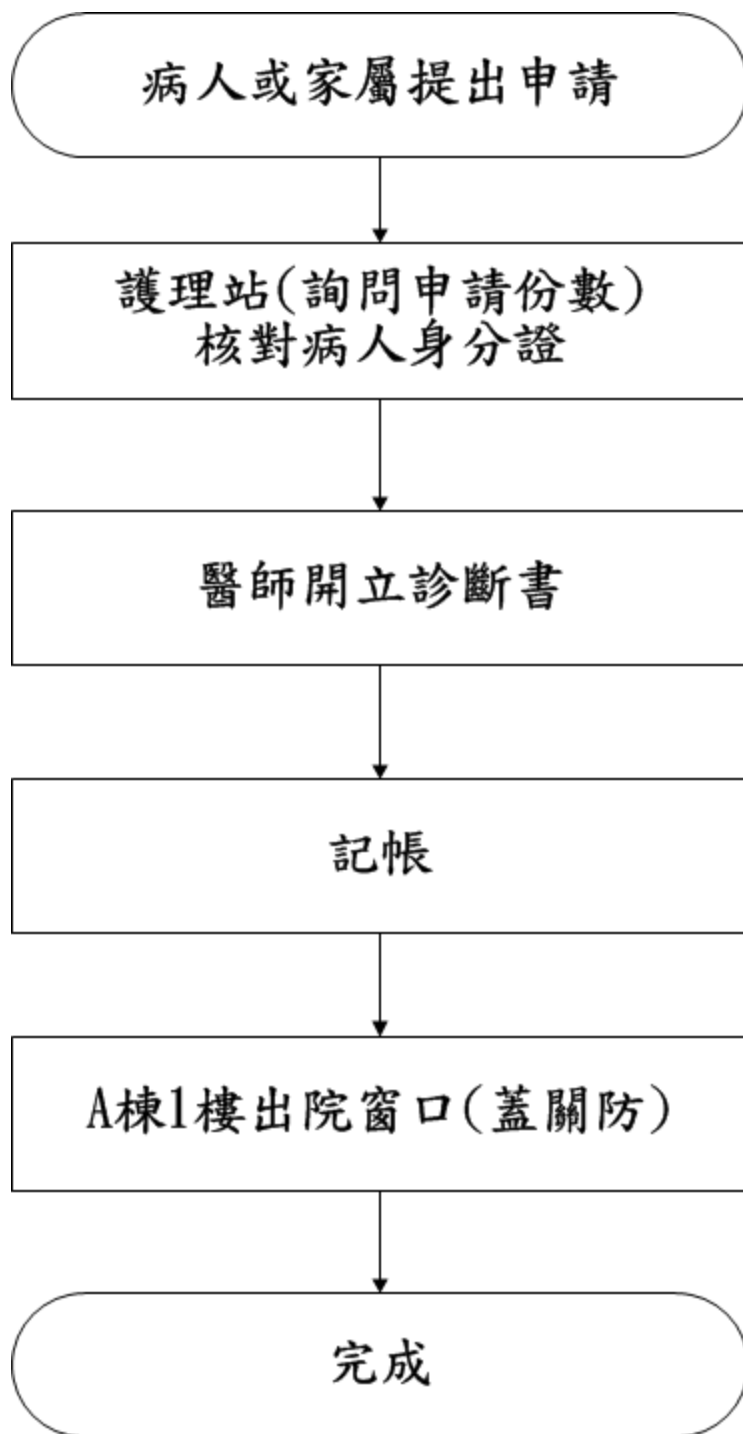 病人或家屬提出申請
護理站(詢問申請份數)
核對病人身分證
醫師開立診斷書
記帳
A棟1樓出院窗口(蓋關防)
完成